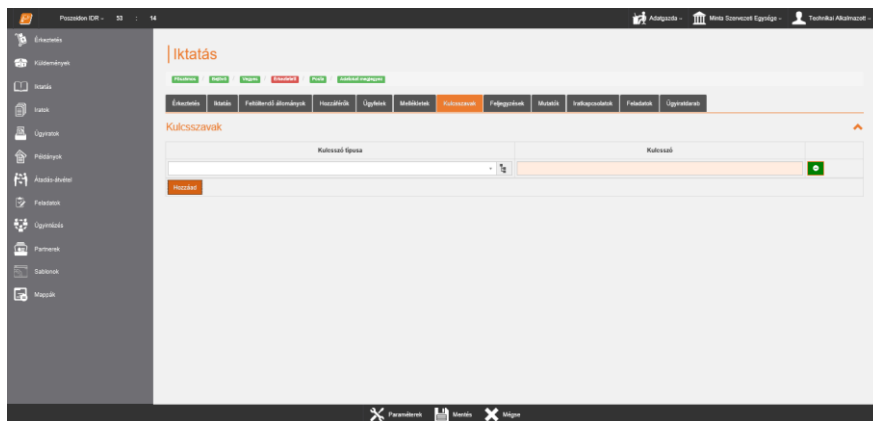 Poszeidon IDR – 53 : 14
Adatgazda – Minta Szervezeti Egysége – Technikai Alkalmazott –
Érkeztetés
Küldemények
Iktatás
Iratok
Ügyiratok
Példányok
Átadás-átvétel
Feladatok
Ügyintézés
Partnerek
Sablonok
Mappák
Iktatás
Érkeztetés Iktatás Feltöltendő állományok Hozzáférők Ügyfelek Mellékletek Kulcsszavak Feljegyzések Mutatók Iratkapcsolatok Feladatok Ügyiratdarab
Kulcsszavak
Kulcsszó típusa Kulcsszó
Hozzáad
Paraméterek Mentés Mégse